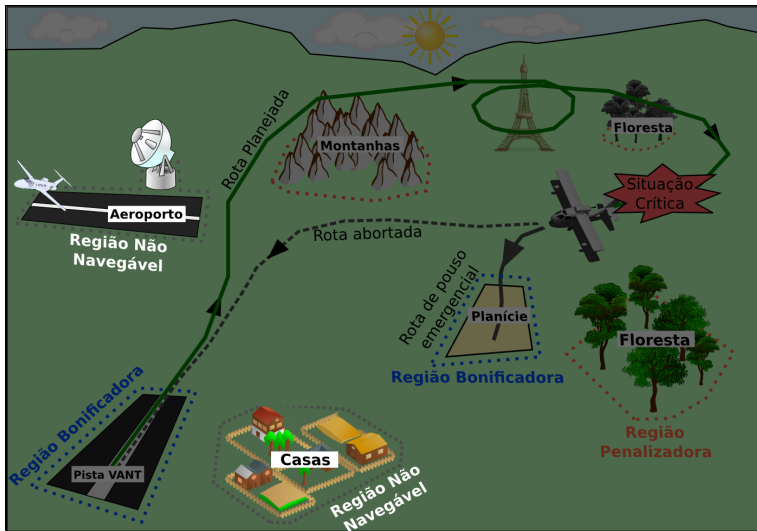 Rota Planejada
Montanhas
Floresta
Situação
Crítica
Aeroporto
Região Não
Navegável
Rota abortada
Rota de pouso
emergencial
Planície
Floresta
Região Bonificadora
Região
Penalizadora
Região Bonificadora
Pista VANT
Casas
Região Não
Navegável